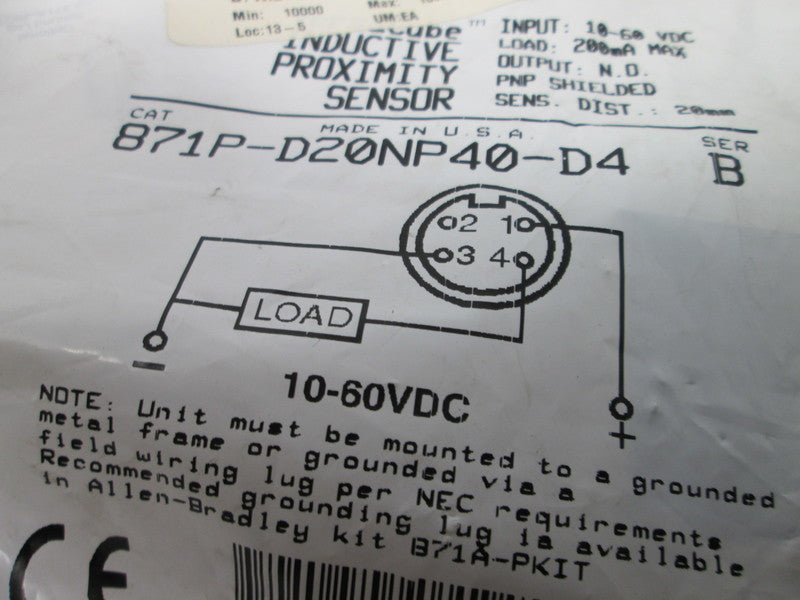 Min: 10000
Max:
Loc:13-5
UM:EA
cube™
INDUCTIVE
PROXIMITY
SENSOR
INPUT: 10-60 VDC
LOAD: 200mA MAX
OUTPUT: N.O.
PNP SHIELDED
SENS. DIST.: 20mm
CAT
MADE IN U.S.A.
SER
871P-D20NP40-D4
B
2 1
3 4
LOAD
–
+
10-60VDC
NOTE: Unit must be mounted to a grounded
metal frame or grounded via a
field wiring lug per NEC requirements
Recommended grounding lug is available
in Allen-Bradley kit 871A-PKIT
CE